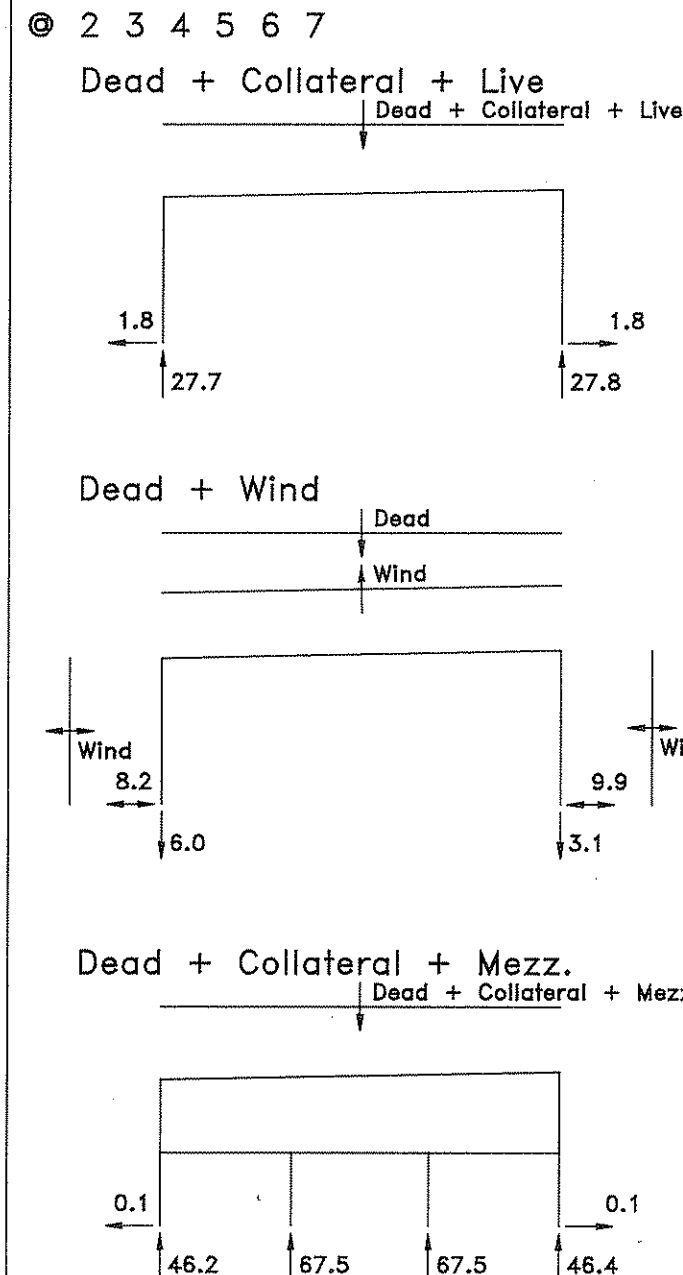 @ 2 3 4 5 6 7
Dead + Collateral + Live
Dead + Collateral + Live
1.8 1.8
27.7 27.8
Dead + Wind
Dead
Wind
Wind
8.2 9.9
6.0 3.1
Dead + Collateral + Mezz.
Dead + Collateral +
0.1 0.1
46.2 67.5 67.5 46.4